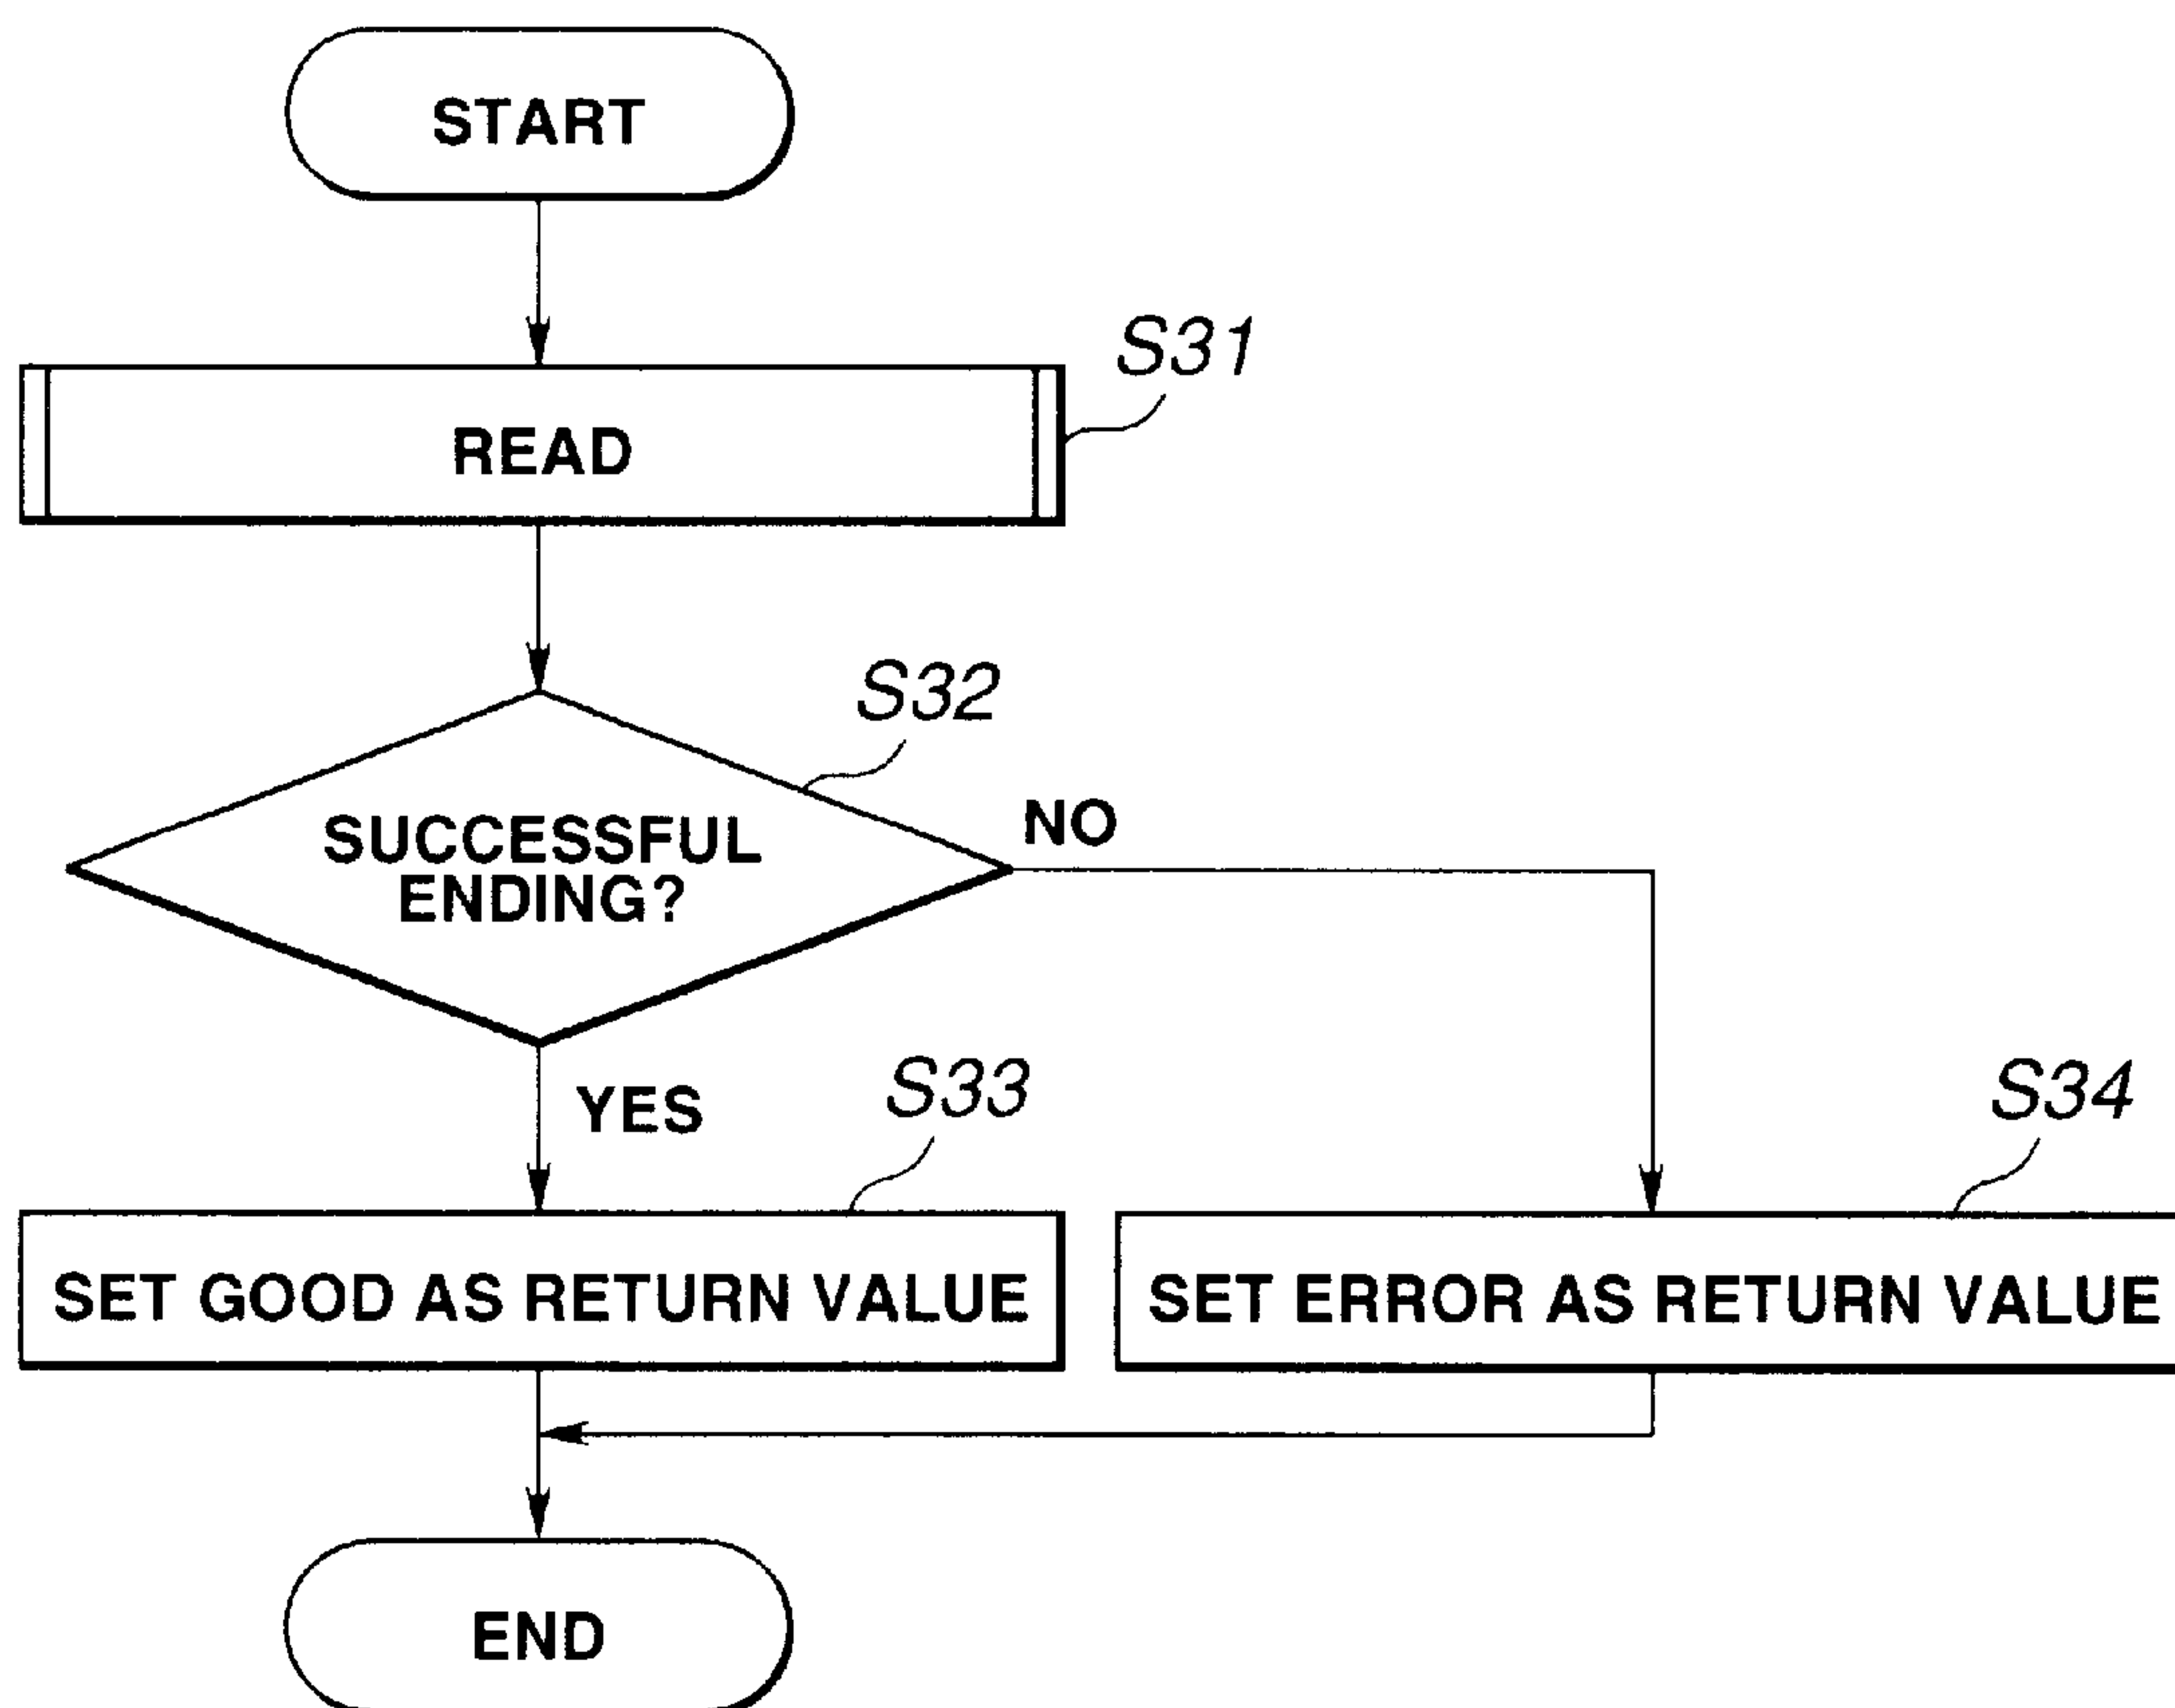 START
S31
READ
S32
SUCCESSFUL
ENDING?
NO
YES
S33
S34
SET GOOD AS RETURN VALUE
SET ERROR AS RETURN VALUE
END